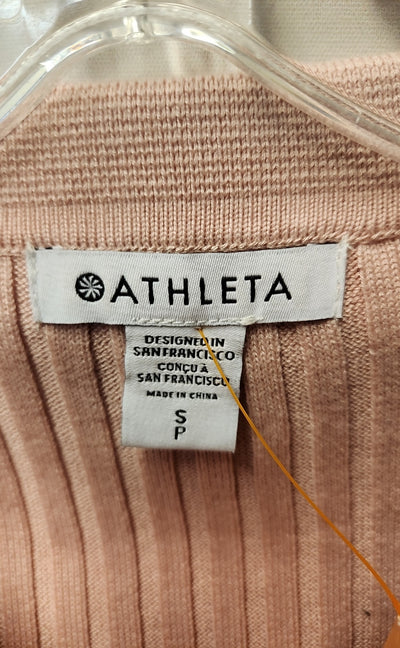 ATHLETA
DESIGNED IN
SAN FRANCISCO
CONÇU À
SAN FRANCISCO
MADE IN CHINA
S
P